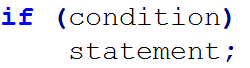 if (condition)
    statement;